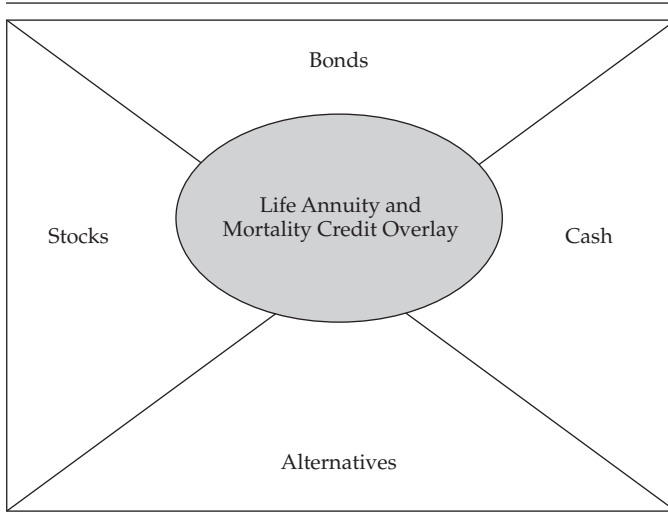 Bonds
Life Annuity and
Mortality Credit Overlay
Stocks
Cash
Alternatives